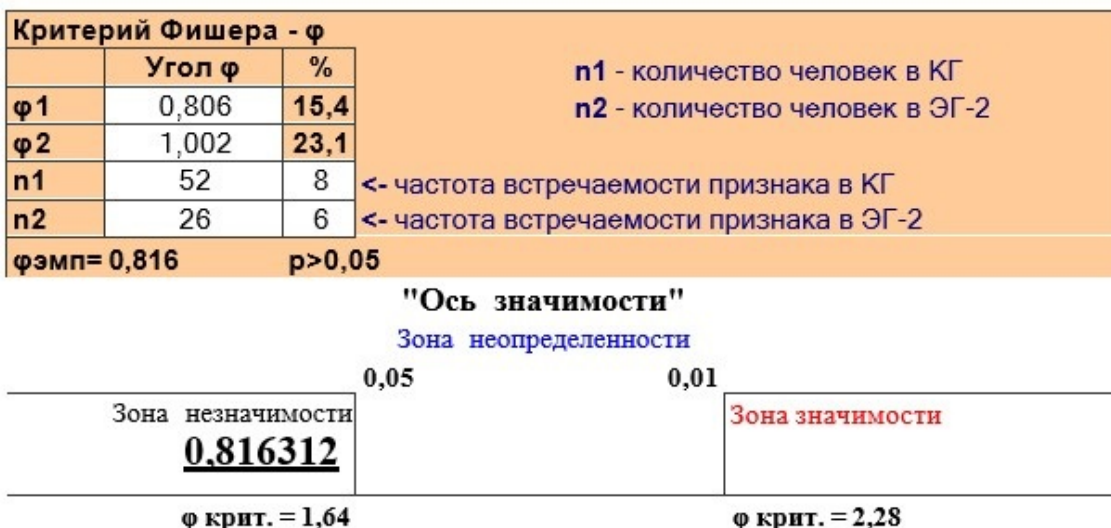 Критерий Фишера - φ
Угол φ %
n1 - количество человек в КГ
φ1 0,806 15,4
n2 - количество человек в ЭГ-2
φ2 1,002 23,1
n1 52 8 <- частота встречаемости признака в КГ
n2 26 6 <- частота встречаемости признака в ЭГ-2
φэмп= 0,816 p>0,05
"Ось значимости"
Зона неопределенности
0,05 0,01
Зона незначимости Зона значимости
0,816312
φ крит. = 1,64 φ крит. = 2,28